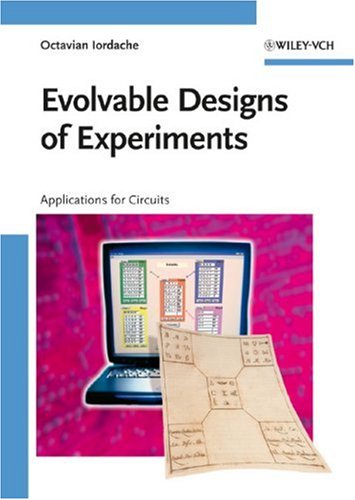 Octavian Iordache
WILEY-VCH
Evolvable Designs
of Experiments
Applications for Circuits